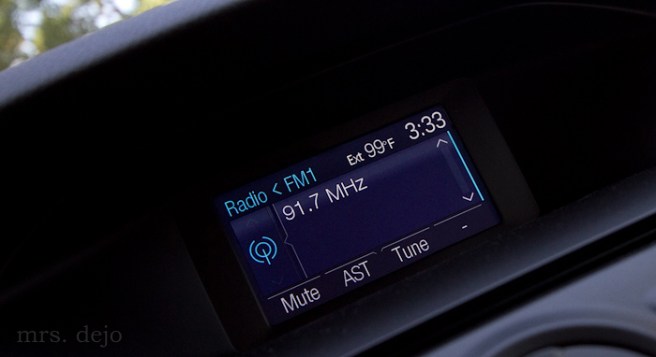 Ext 99°F 3:33
Radio < FM1
91.7 MHz
Mute AST Tune -
mrs. dejo